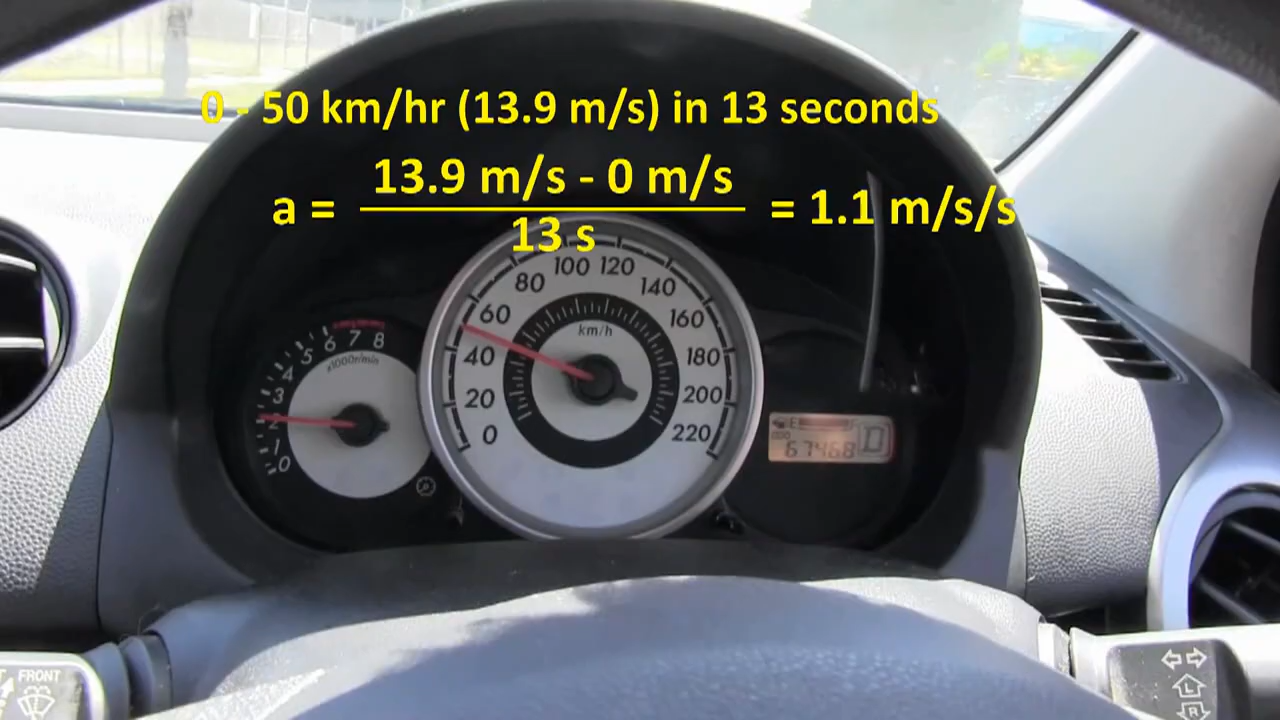 0 - 50 km/hr (13.9 m/s) in 13 seconds
13.9 m/s - 0 m/s
a = = 1.1 m/s/s
13 s
100 120
80 140
60 160
km/h
40 180
20 200
0 220
6 7 8
5
x1000r/min
4
3
2
1
0
E
ODO
67468 D
FRONT
L
R